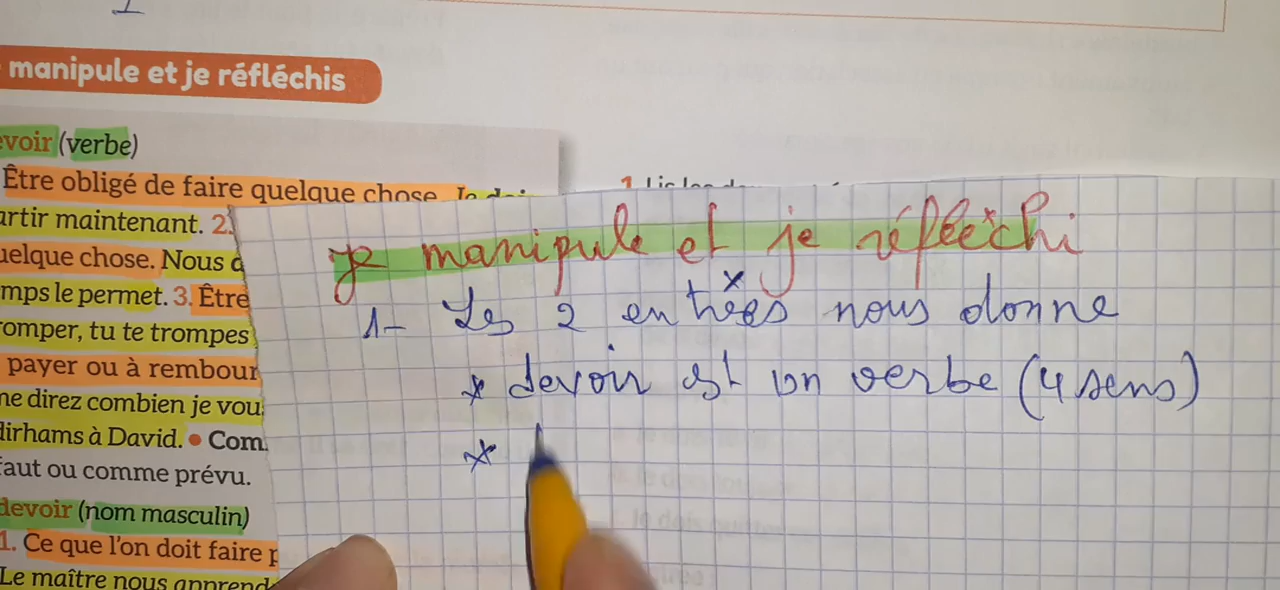 manipule et je réfléchis
evoir (verbe)
Être obligé de faire quelque chose. Je
artir maintenant. 2.
uelque chose. Nous
mps le permet. 3. Être
romper, tu te trompes
payer ou à rembour
ne direz combien je vou
dirhams à David. • Com
faut ou comme prévu.
devoir (nom masculin)
1. Ce que l'on doit faire p
Le maître nous apprend
1
je manipule et je réfléchi
1- Les 2 entrées nous donne
* devoir est un verbe (4 sens)
*